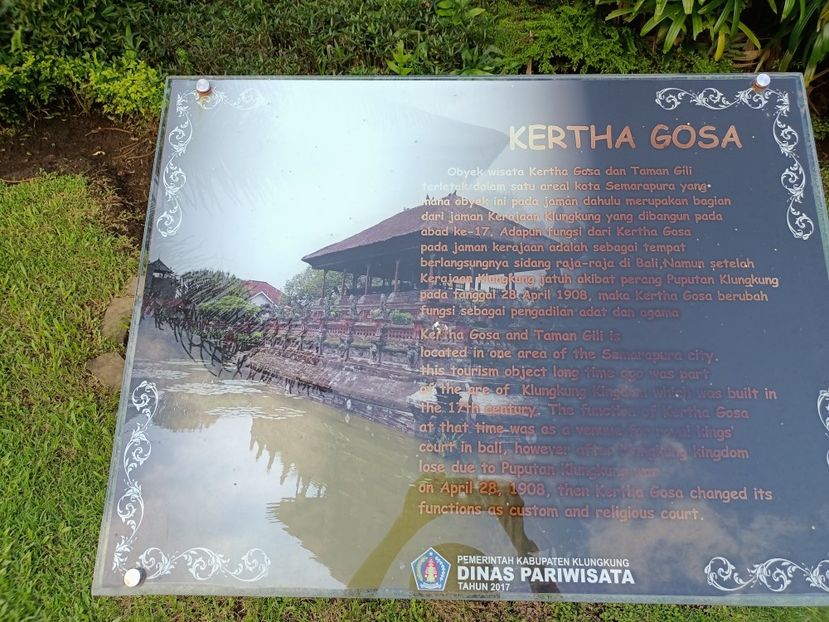 KERTHA GOSA
Obyek wisata Kertha Gosa dan Taman Gili
terletak dalam satu areal kota Semarapura yang
mana obyek ini pada jaman dahulu merupakan bagian
dari jaman Kerajaan Klungkung yang dibangun pada
abad ke-17. Adapun fungsi dari Kertha Gosa
pada jaman kerajaan adalah sebagai tempat
berlangsungnya sidang raja-raja di Bali,Namun setelah
Kerajaan Klungkung jatuh akibat perang Puputan Klungkung
pada tanggal 28 April 1908, maka Kertha Gosa berubah
fungsi sebagai pengadilan adat dan agama
Kertha Gosa and Taman Gili is
located in one area of the Semarapura city.
this tourism object long time ago was part
of the are of Klungkung Kingdom which was built in
the 17th century. The function of Kertha Gosa
at that time was as a venue for royal kings'
count in bali, however after Klungkung kingdom
lose due to Puputan Klungkung war
on April 28, 1908, then Kertha Gosa changed its
functions as custom and religious court.
PEMERINTAH KABUPATEN KLUNGKUNG
DINAS PARIWISATA
TAHUN 2017